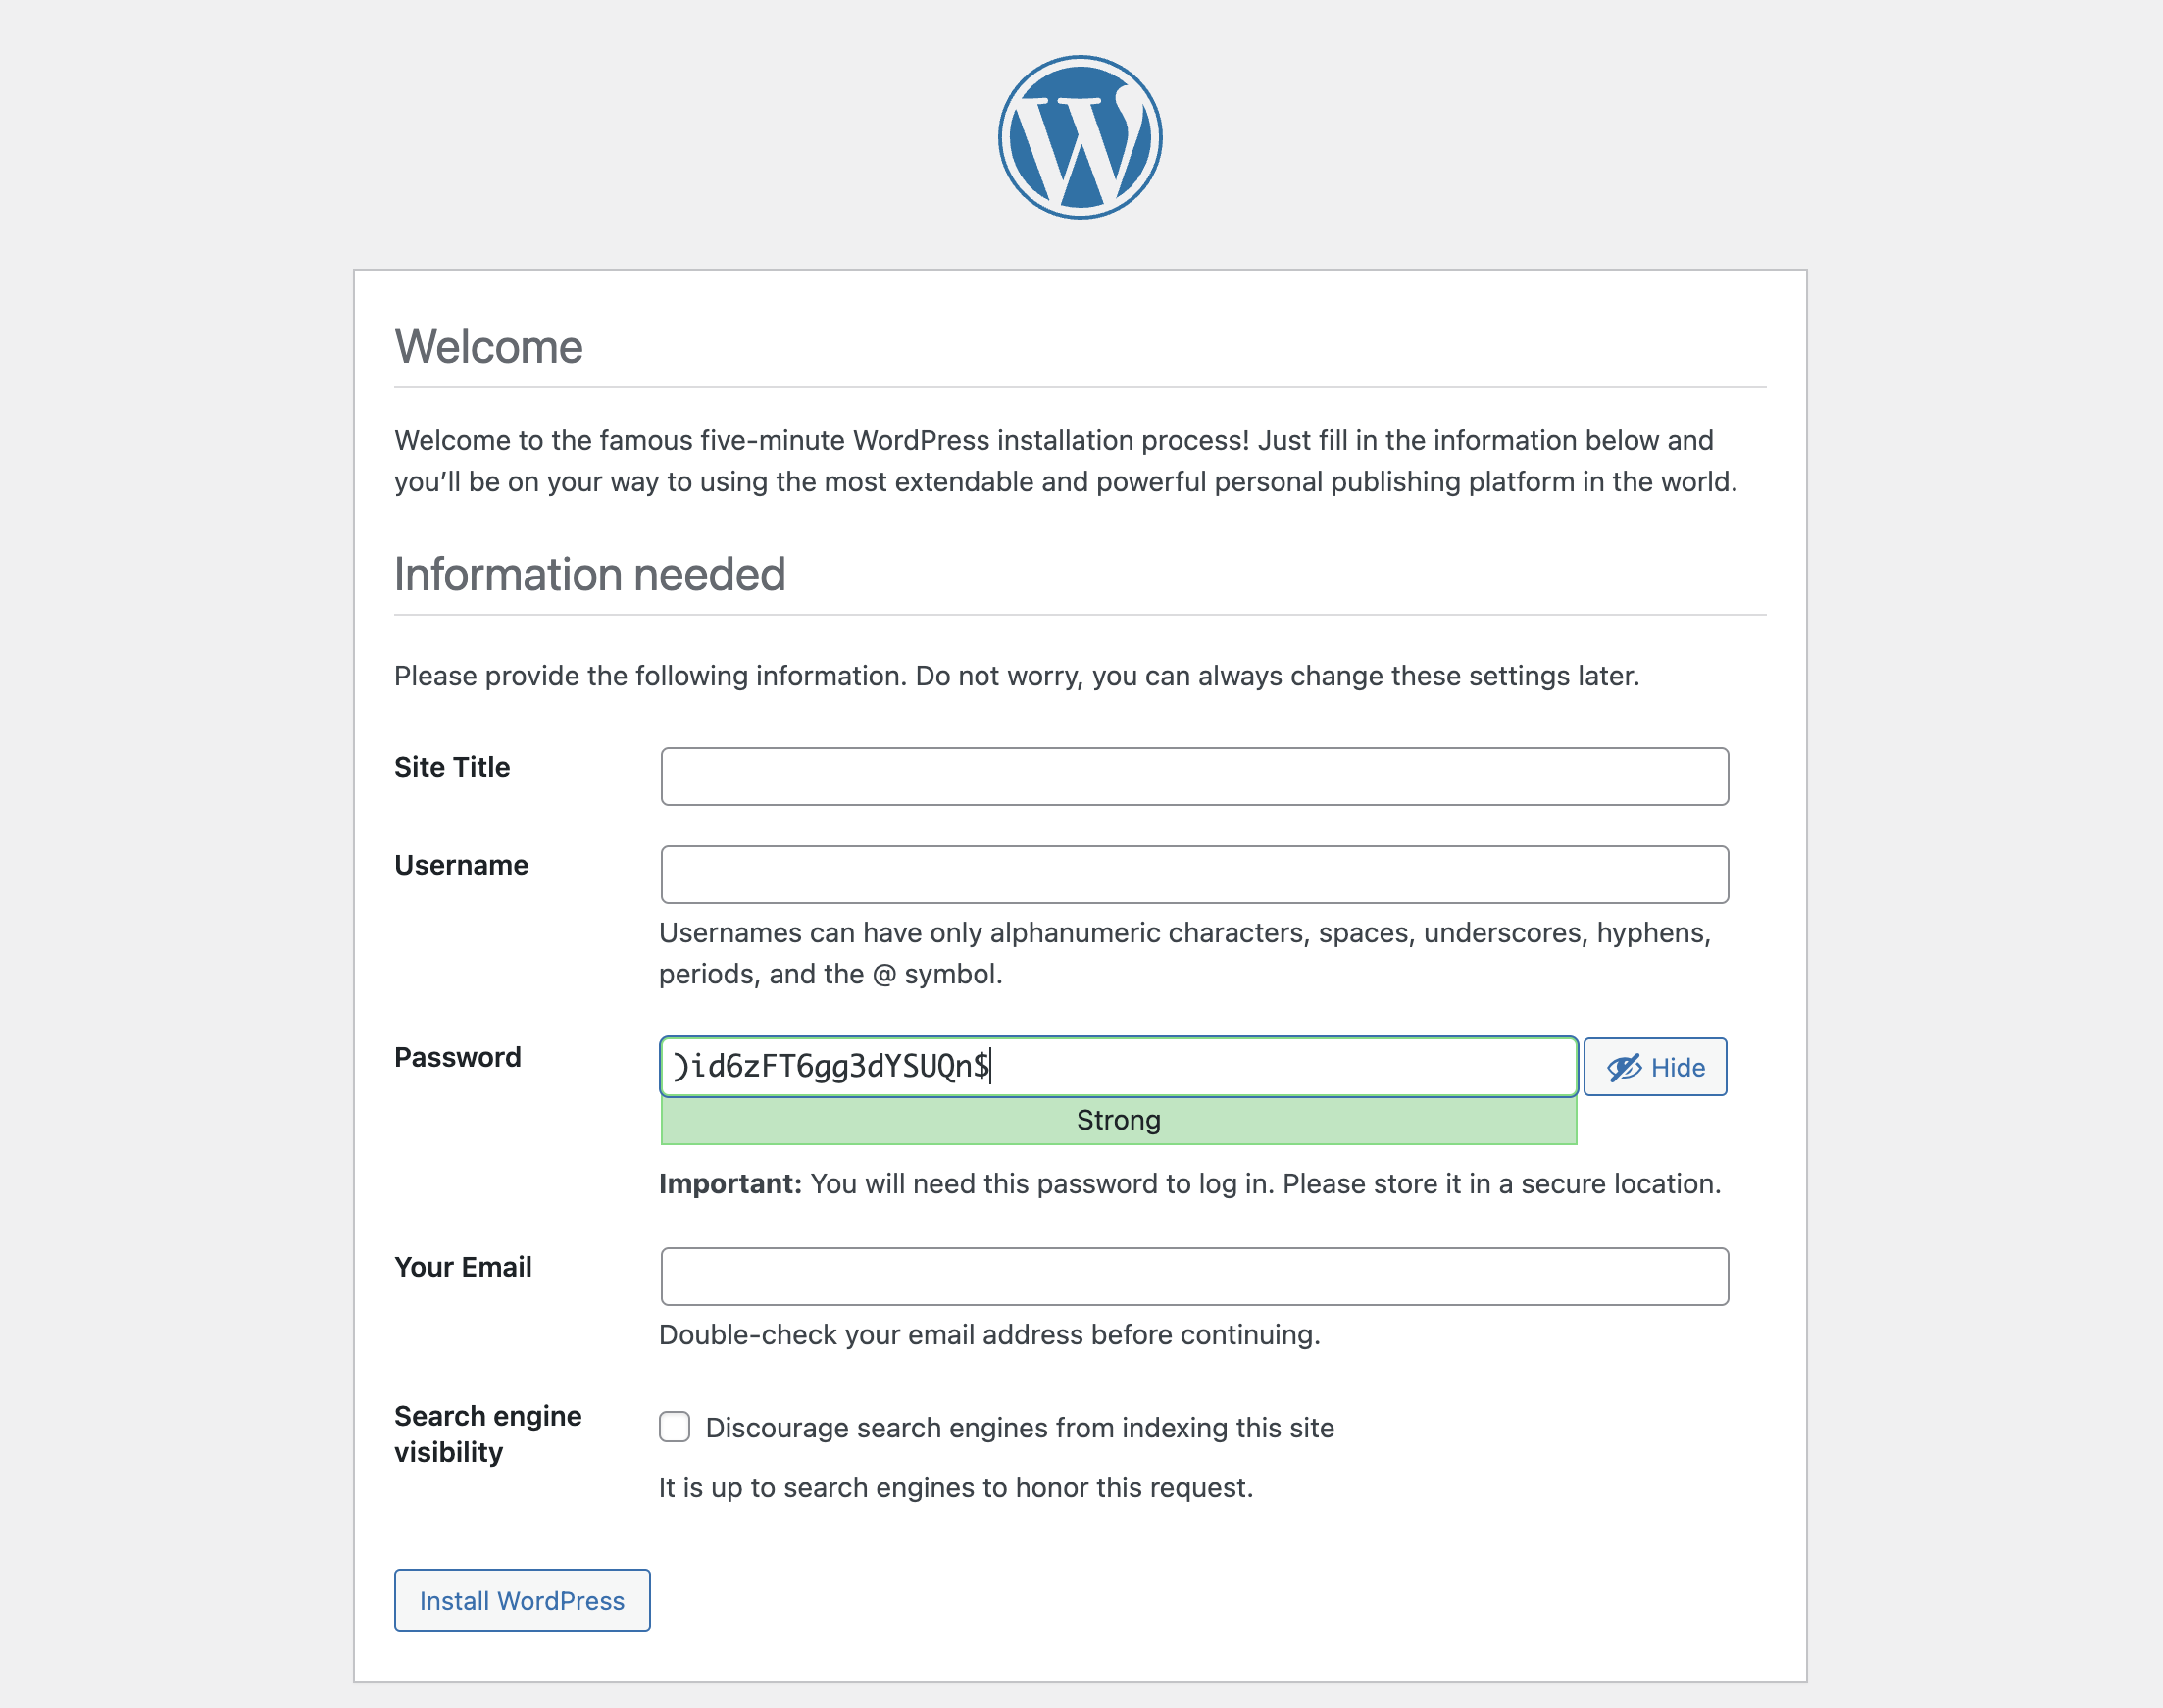 Welcome
Welcome to the famous five-minute WordPress installation process! Just fill in the information below and
you’ll be on your way to using the most extendable and powerful personal publishing platform in the world.
Information needed
Please provide the following information. Do not worry, you can always change these settings later.
Site Title
Username
Usernames can have only alphanumeric characters, spaces, underscores, hyphens,
periods, and the @ symbol.
Password
)id6zFT6gg3dYSUQn$
Hide
Strong
Important: You will need this password to log in. Please store it in a secure location.
Your Email
Double-check your email address before continuing.
Search engine
visibility
Discourage search engines from indexing this site
It is up to search engines to honor this request.
Install WordPress